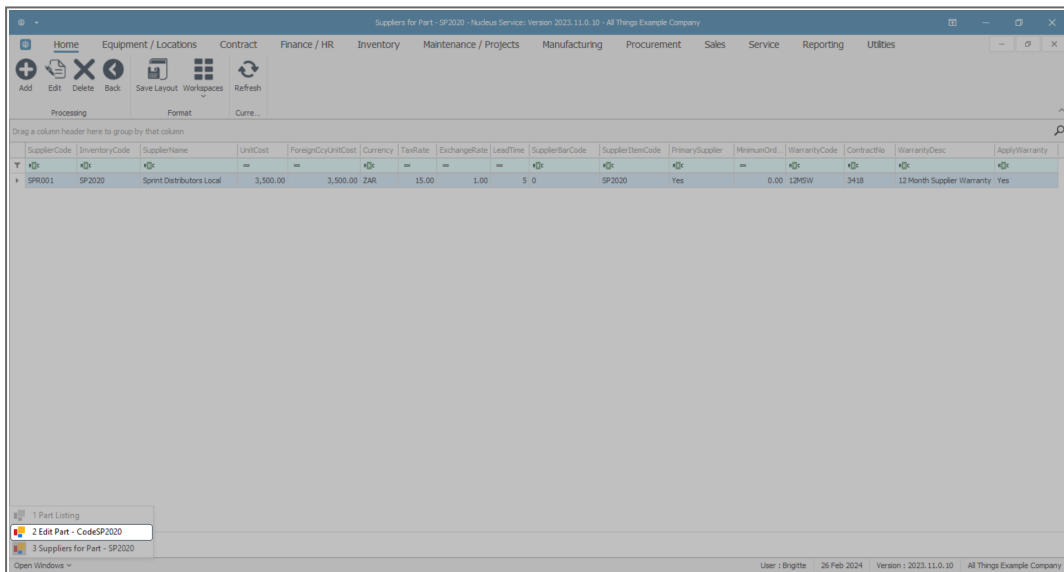 Suppliers for Part - SP2020 - Nucleus Service: Version 2023.11.0.10 - All Things Example Company
Home Equipment / Locations Contract Finance / HR Inventory Maintenance / Projects Manufacturing Procurement Sales Service Reporting Utilities
Add Edit Delete Back Save Layout Workspaces Refresh
Processing Format Curre...
Drag a column header here to group by that column
SupplierCode InventoryCode SupplierName UnitCost ForeignCcyUnitCost Currency TaxRate ExchangeRate LeadTime SupplierBarCode SupplierItemCode PrimarySupplier MinimumOrd... WarrantyCode ContractNo WarrantyDesc ApplyWarranty
SPR001 SP2020 Sprint Distributors Local 3,500.00 3,500.00 ZAR 15.00 1.00 5 0 SP2020 Yes 0.00 12MSW 3418 12 Month Supplier Warranty Yes
1 Part Listing
2 Edit Part - CodeSP2020
3 Suppliers for Part - SP2020
Open Windows User : Brigitte 26 Feb 2024 Version : 2023.11.0.10 All Things Example Company